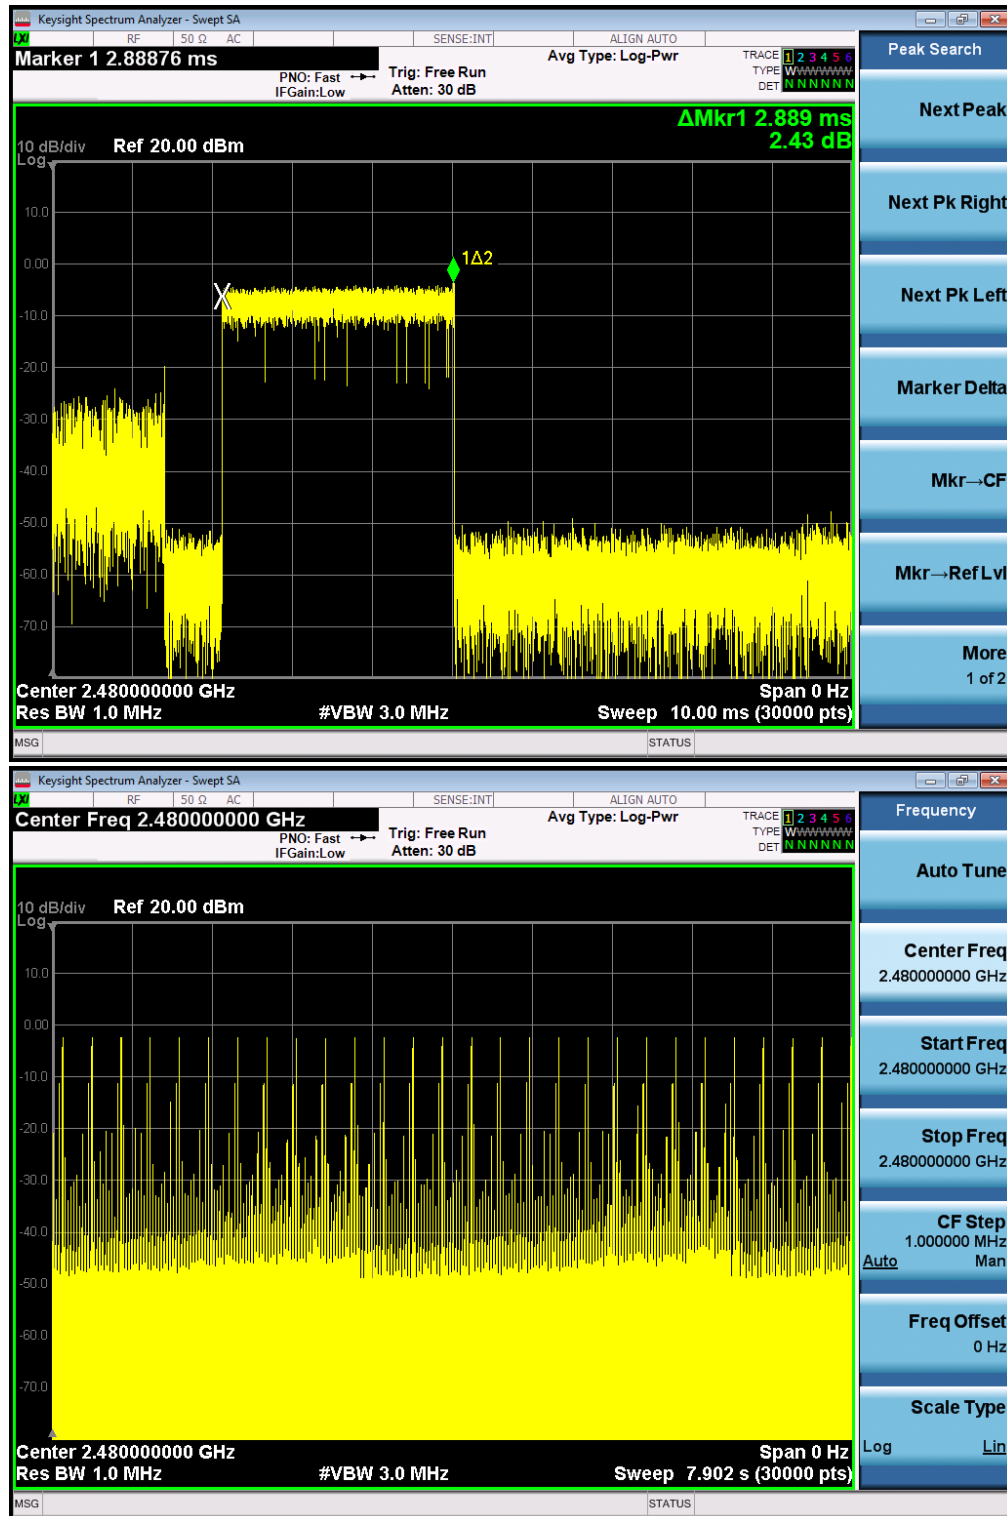 Keysight Spectrum Analyzer - Swept SA
LXI RF 50 Ω AC SENSE:INT ALIGN AUTO
Marker 1 2.88876 ms
PNO: Fast
IFGain:Low
Trig: Free Run
Atten: 30 dB
Avg Type: Log-Pwr
TRACE 1 2 3 4 5 6
TYPE WWWWWW
DET N N N N N N
ΔMkr1 2.889 ms
2.43 dB
10 dB/div Ref 20.00 dBm
Log
10.0
0.00
-10.0
-20.0
-30.0
-40.0
-50.0
-60.0
-70.0
X
1Δ2
Center 2.480000000 GHz Span 0 Hz
Res BW 1.0 MHz #VBW 3.0 MHz Sweep 10.00 ms (30000 pts)
MSG STATUS
Peak Search
Next Peak
Next Pk Right
Next Pk Left
Marker Delta
Mkr→CF
Mkr→Ref Lvl
More
1 of 2
Keysight Spectrum Analyzer - Swept SA
LXI RF 50 Ω AC SENSE:INT ALIGN AUTO
Center Freq 2.480000000 GHz
PNO: Fast
IFGain:Low
Trig: Free Run
Atten: 30 dB
Avg Type: Log-Pwr
TRACE 1 2 3 4 5 6
TYPE WWWWWW
DET N N N N N N
10 dB/div Ref 20.00 dBm
Log
10.0
0.00
-10.0
-20.0
-30.0
-40.0
-50.0
-60.0
-70.0
Center 2.480000000 GHz Span 0 Hz
Res BW 1.0 MHz #VBW 3.0 MHz Sweep 7.902 s (30000 pts)
MSG STATUS
Frequency
Auto Tune
Center Freq
2.480000000 GHz
Start Freq
2.480000000 GHz
Stop Freq
2.480000000 GHz
CF Step
1.000000 MHz
Auto Man
Freq Offset
0 Hz
Scale Type
Log Lin